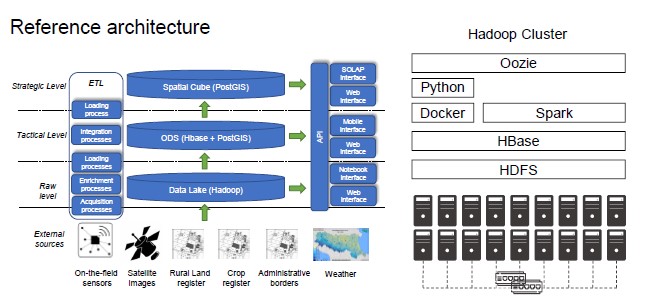 Reference architecture
Strategic Level
ETL
Spatial Cube (PostGIS)
SOLAP
Interface
Web
Interface
Loading
process
Tactical Level
Integration
processes
ODS (Hbase + PostGIS)
API
Mobile
Interface
Web
Interface
Loading
processes
Raw
level
Enrichment
processes
Data Lake (Hadoop)
Notebook
Interface
Web
Interface
Acquisition
processes
External
sources
On-the-field
sensors
Satellite
Images
Rural Land
register
Crop
register
Administrative
borders
Weather
Hadoop Cluster
Oozie
Python
Docker
Spark
HBase
HDFS